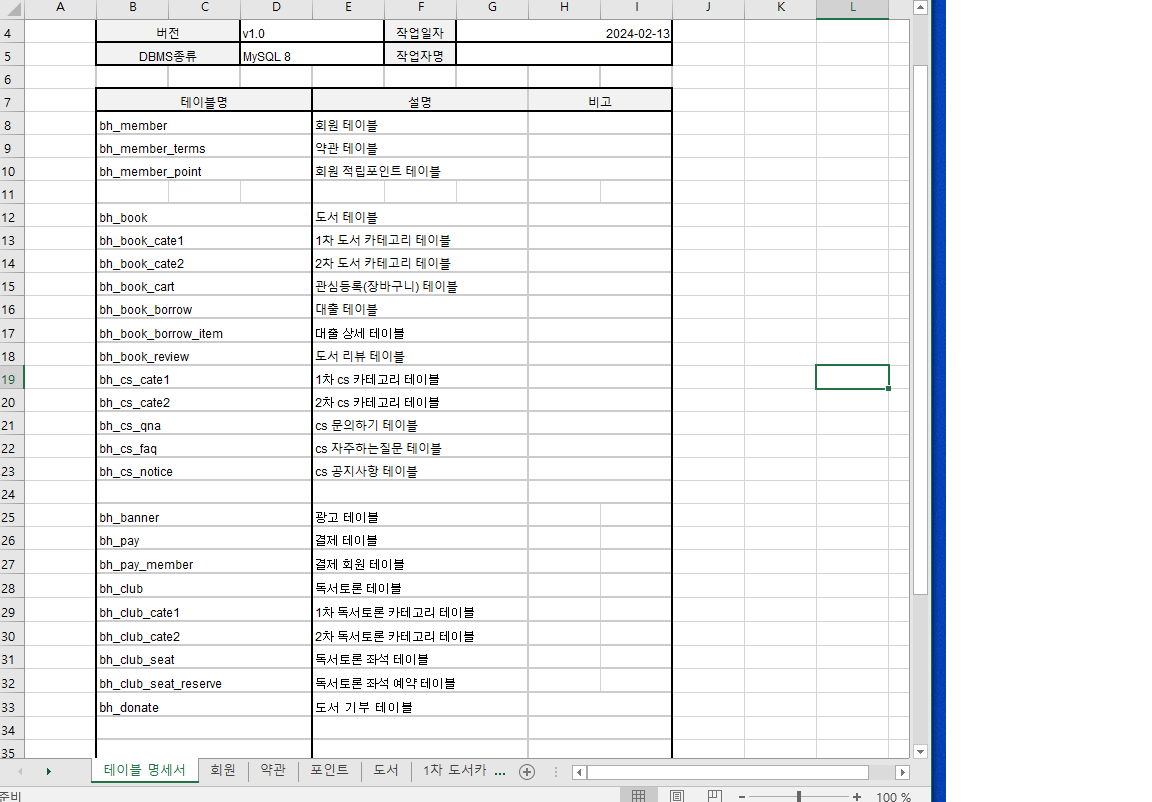 A B C D E F G H I J K L
4 버전 v1.0 작업일자 2024-02-13
5 DBMS종류 MySQL 8 작업자명
6
7 테이블명 설명 비고
8 bh_member 회원 테이블
9 bh_member_terms 약관 테이블
10 bh_member_point 회원 적립포인트 테이블
11
12 bh_book 도서 테이블
13 bh_book_cate1 1차 도서 카테고리 테이블
14 bh_book_cate2 2차 도서 카테고리 테이블
15 bh_book_cart 관심등록(장바구니) 테이블
16 bh_book_borrow 대출 테이블
17 bh_book_borrow_item 대출 상세 테이블
18 bh_book_review 도서 리뷰 테이블
19 bh_cs_cate1 1차 cs 카테고리 테이블
20 bh_cs_cate2 2차 cs 카테고리 테이블
21 bh_cs_qna cs 문의하기 테이블
22 bh_cs_faq cs 자주하는질문 테이블
23 bh_cs_notice cs 공지사항 테이블
24
25 bh_banner 광고 테이블
26 bh_pay 결제 테이블
27 bh_pay_member 결제 회원 테이블
28 bh_club 독서토론 테이블
29 bh_club_cate1 1차 독서토론 카테고리 테이블
30 bh_club_cate2 2차 독서토론 카테고리 테이블
31 bh_club_seat 독서토론 좌석 테이블
32 bh_club_seat_reserve 독서토론 좌석 예약 테이블
33 bh_donate 도서 기부 테이블
34
35
테이블 명세서 회원 약관 포인트 도서 1차 도서카 ...
준비 100 %